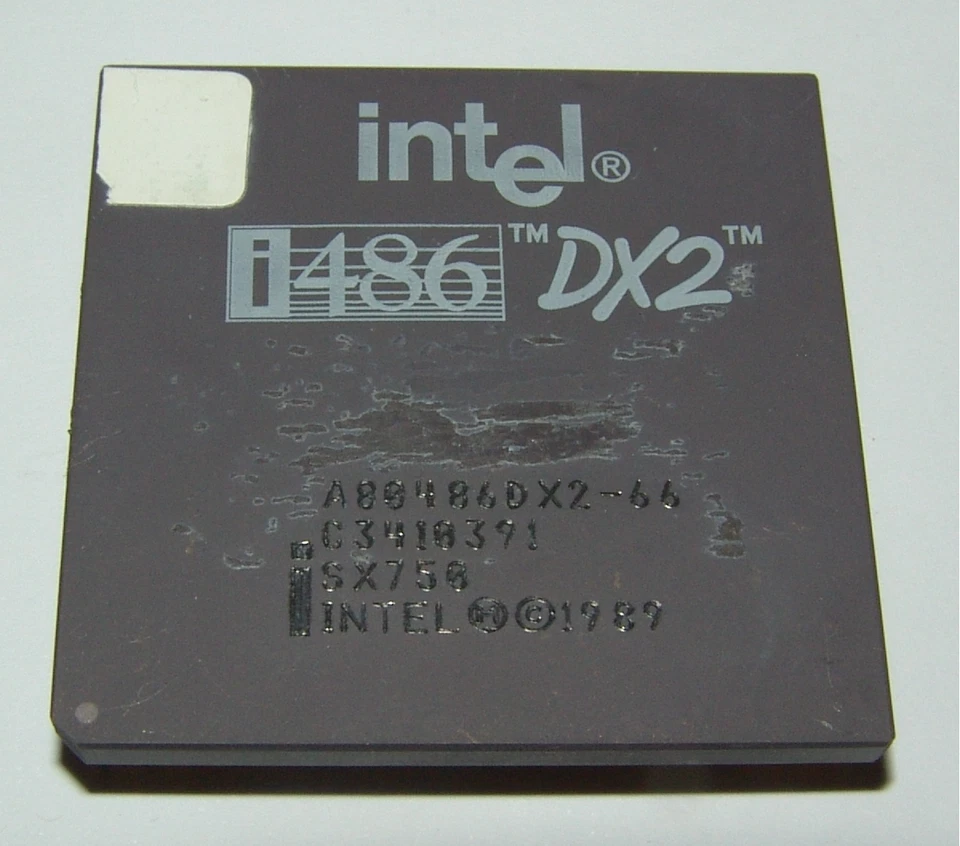 intel®
i486™ DX2™
A80486DX2-66
C3410391
SX750
INTEL Ⓜ©1989